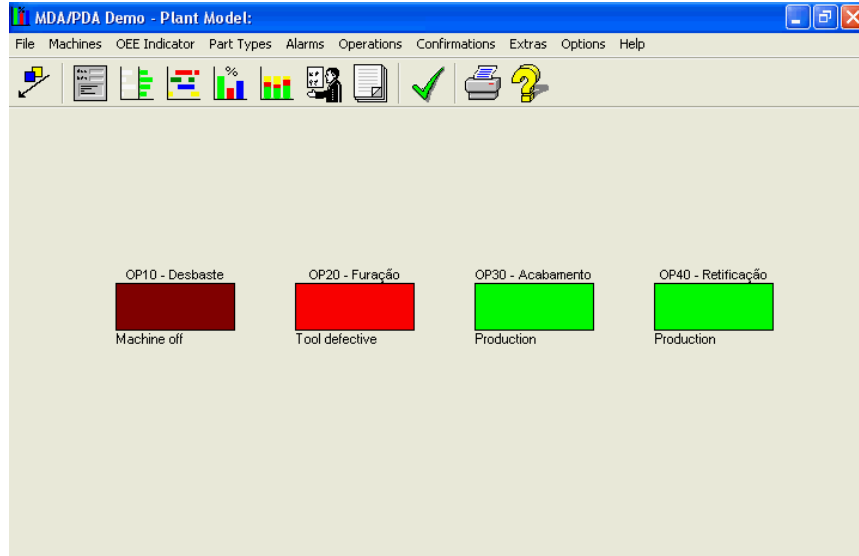 MDA/PDA Demo - Plant Model:
File Machines OEE Indicator Part Types Alarms Operations Confirmations Extras Options Help
%
OP10 - Desbaste OP20 - Furação OP30 - Acabamento OP40 - Retificação
Machine off Tool defective Production Production